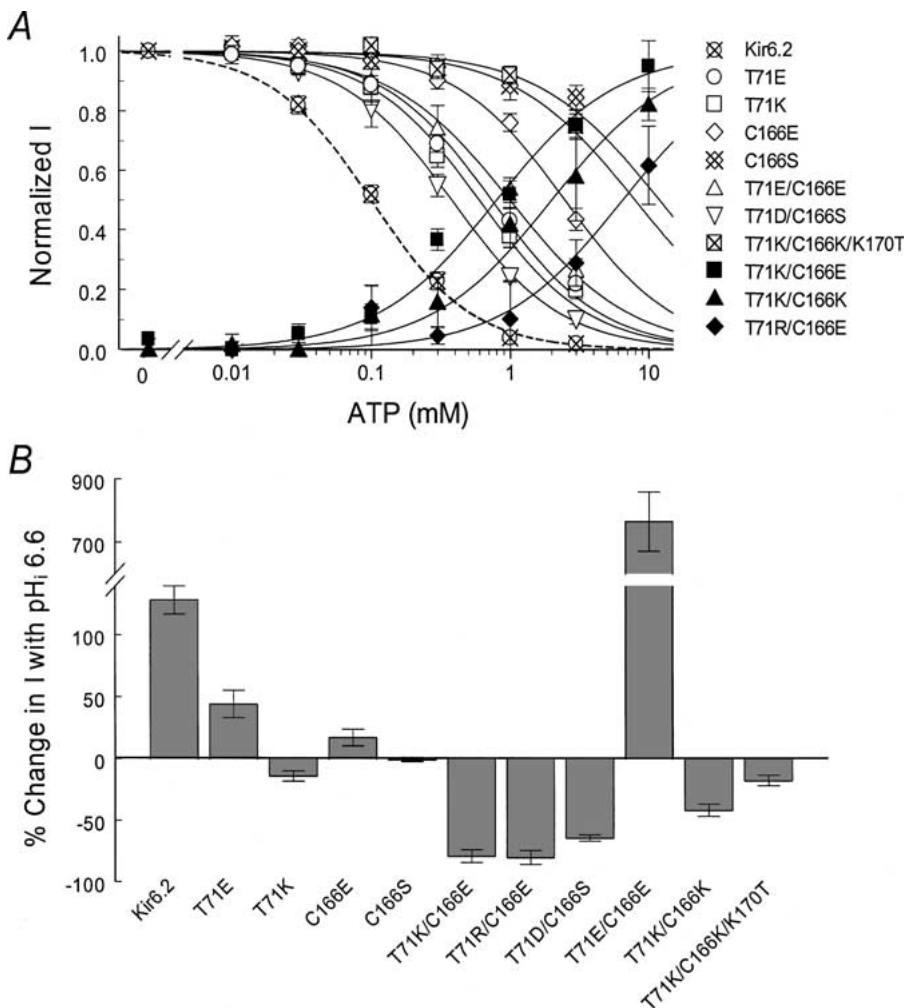 A
Normalized I
1.0
0.8
0.6
0.4
0.2
0.0
0
0.01
0.1
1
10
ATP (mM)
Kir6.2
T71E
T71K
C166E
C166S
T71E/C166E
T71D/C166S
T71K/C166K/K170T
T71K/C166E
T71K/C166K
T71R/C166E
B
% Change in I with pHi 6.6
900
700
100
50
0
-50
-100
Kir6.2
T71E
T71K
C166E
C166S
T71K/C166E
T71R/C166E
T71D/C166S
T71E/C166E
T71K/C166K
T71K/C166K/K170T